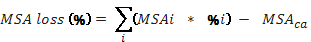 MSA loss (%) = ∑i(MSAi * %i) − MSAca